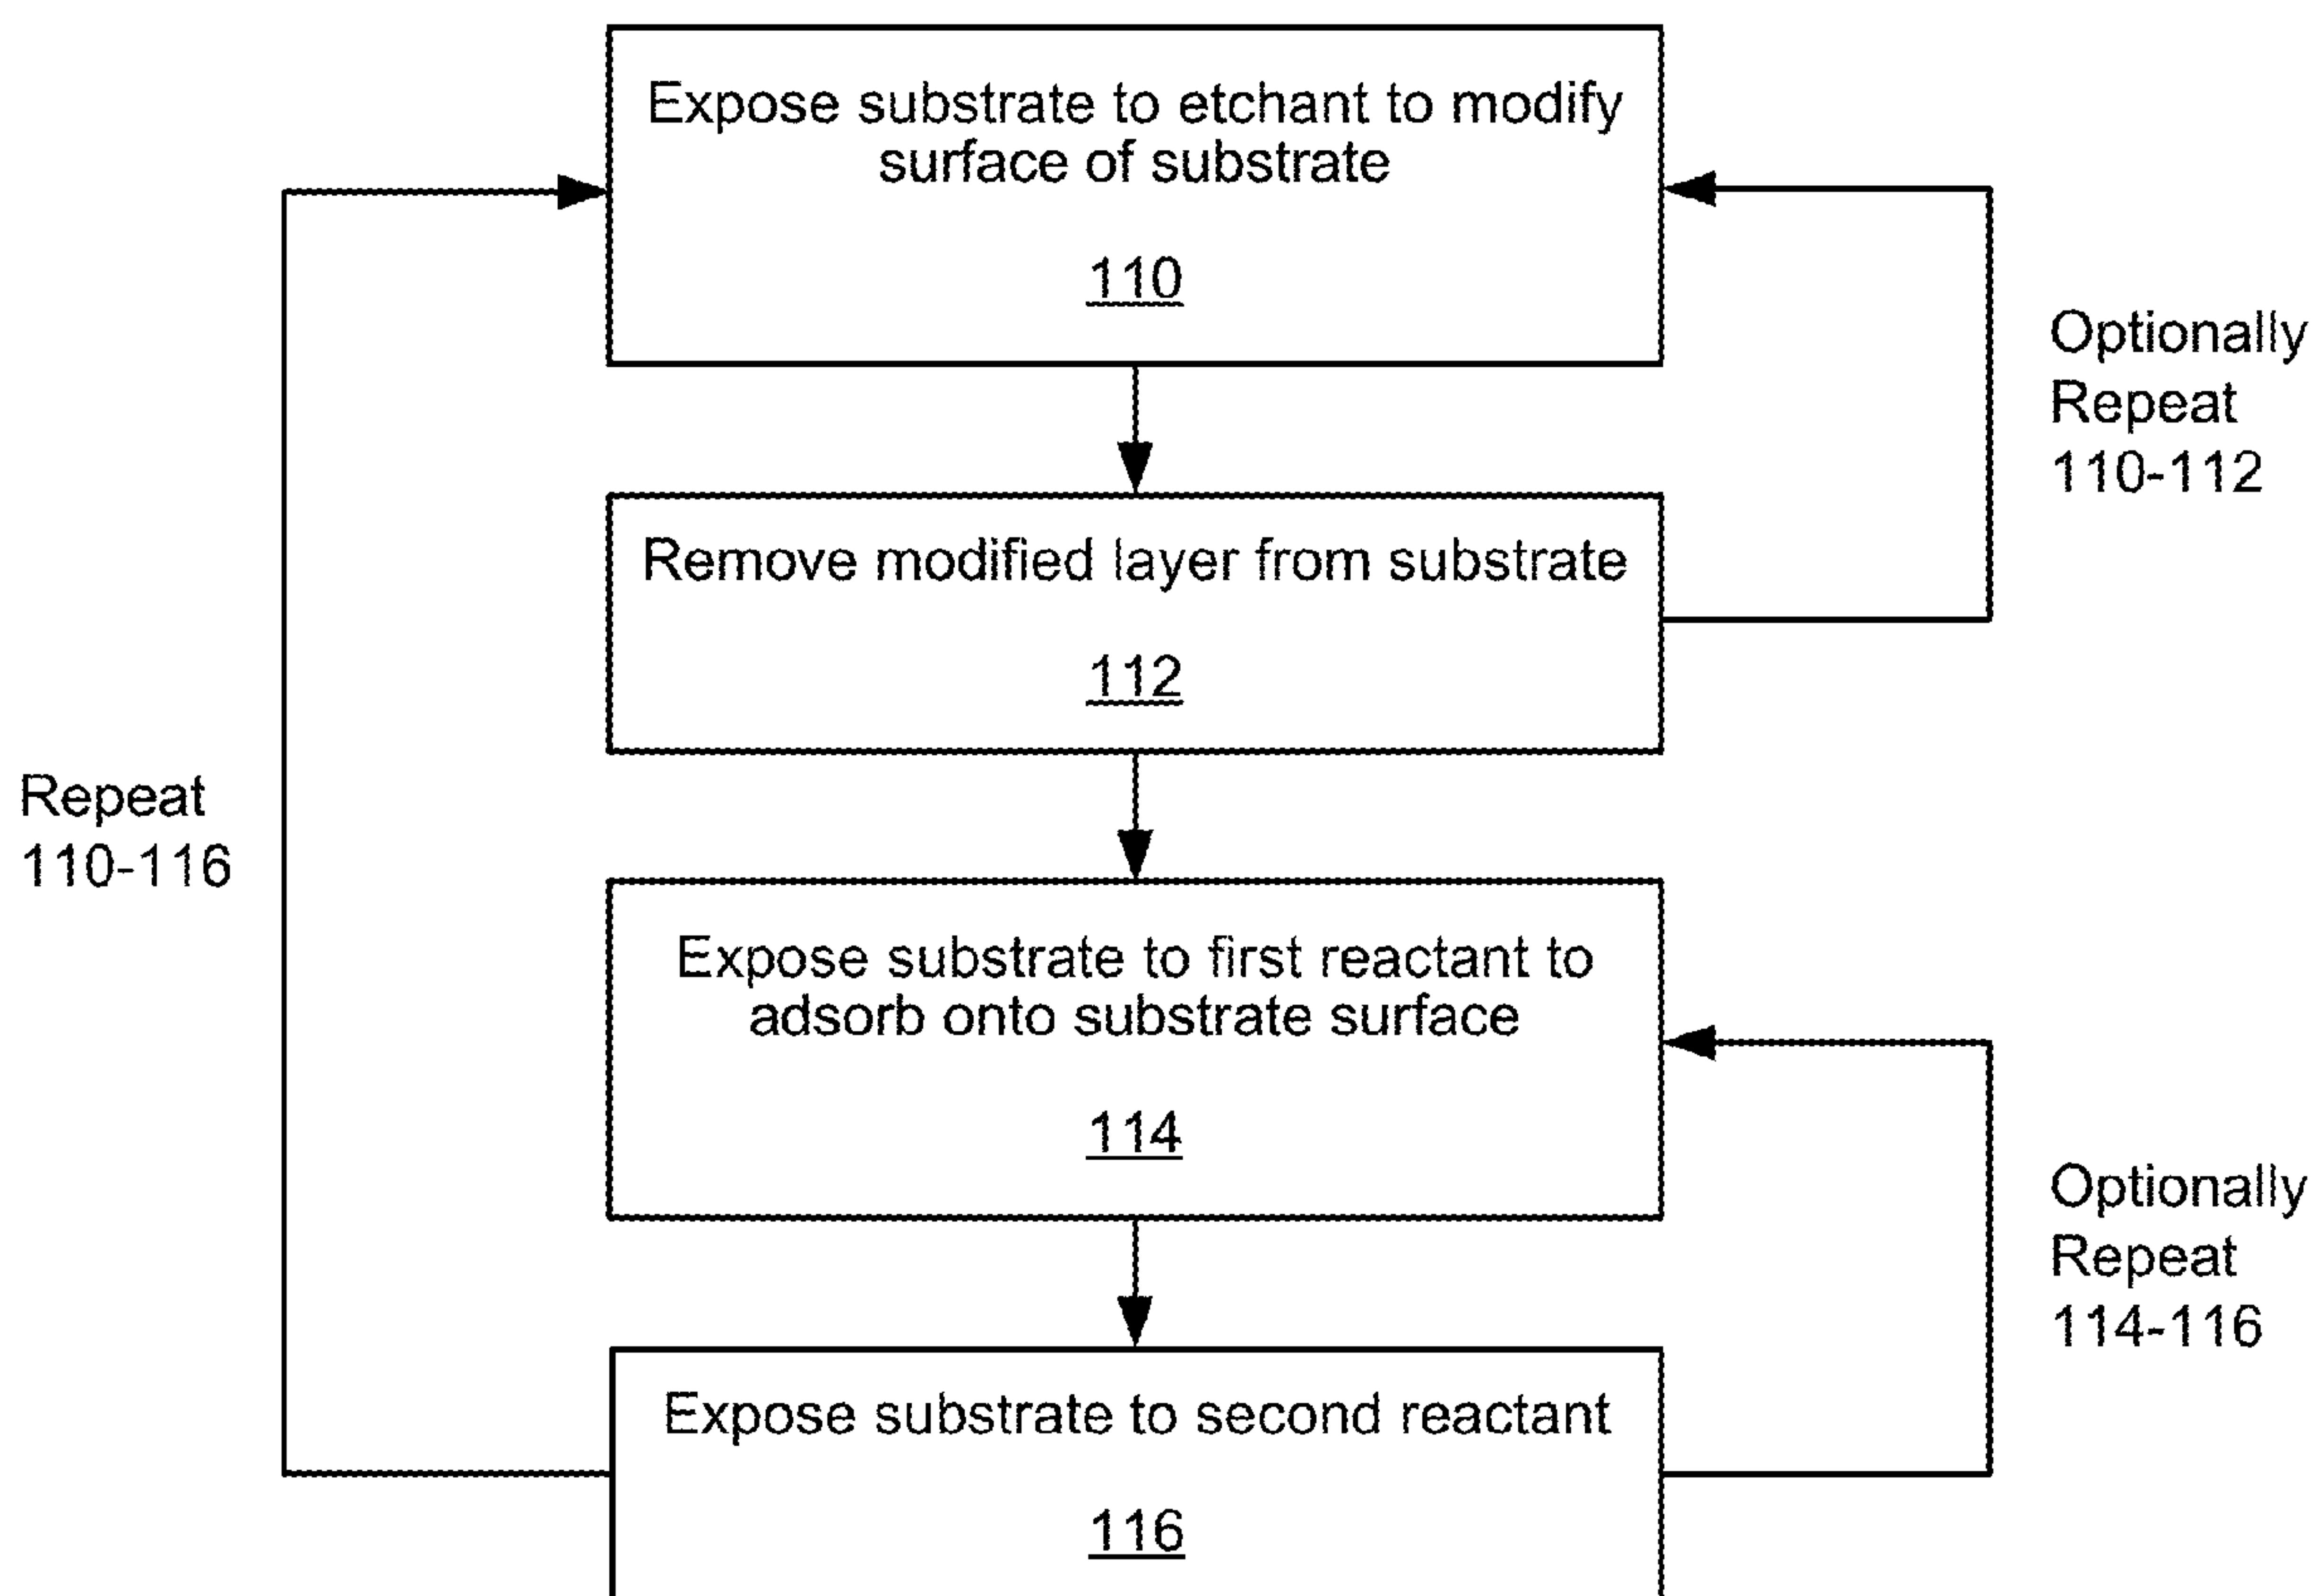 Expose substrate to etchant to modify
surface of substrate
110
Optionally
Repeat
110-112
Remove modified layer from substrate
112
Repeat
110-116
Expose substrate to first reactant to
adsorb onto substrate surface
114
Optionally
Repeat
114-116
Expose substrate to second reactant
116